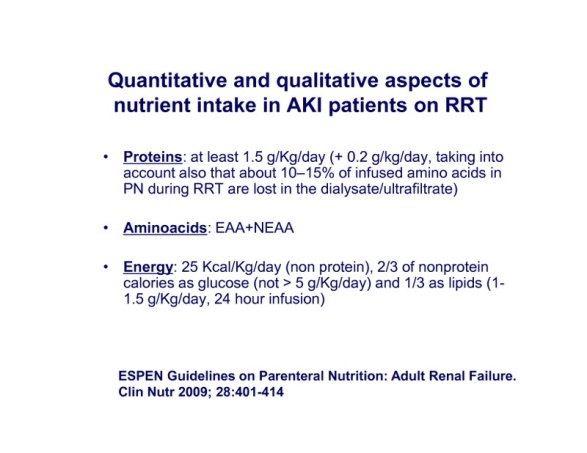 Quantitative and qualitative aspects of
nutrient intake in AKI patients on RRT
• Proteins: at least 1.5 g/Kg/day (+ 0.2 g/kg/day, taking into
account also that about 10–15% of infused amino acids in
PN during RRT are lost in the dialysate/ultrafiltrate)
• Aminoacids: EAA+NEAA
• Energy: 25 Kcal/Kg/day (non protein), 2/3 of nonprotein
calories as glucose (not > 5 g/Kg/day) and 1/3 as lipids (1-
1.5 g/Kg/day, 24 hour infusion)
ESPEN Guidelines on Parenteral Nutrition: Adult Renal Failure.
Clin Nutr 2009; 28:401-414